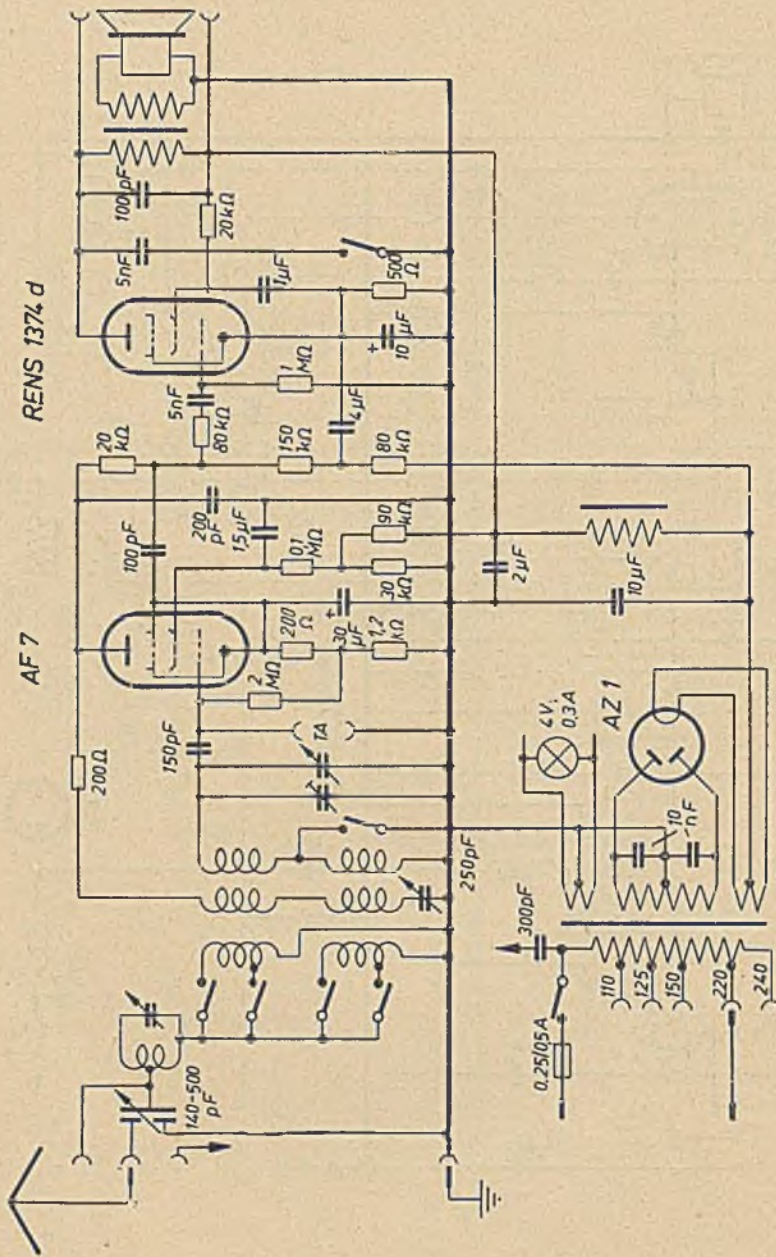 AF 7
RENS 1374 d
140-500
pF
200Ω
150pF
TA
2
MΩ
200
Ω
30
µF
1,2
kΩ
100pF
20
kΩ
200
pF
1,5µF
0,1
MΩ
30
kΩ
90
kΩ
5nF
80kΩ
150
kΩ
80
kΩ
1
MΩ
4µF
10
µF
+
+
5nF
1µF
500
Ω
100pF
20kΩ
250pF
2µF
10µF
0,25/0,5A
300pF
110
125
150
220
240
10
nF
4V;
0,3A
AZ 1